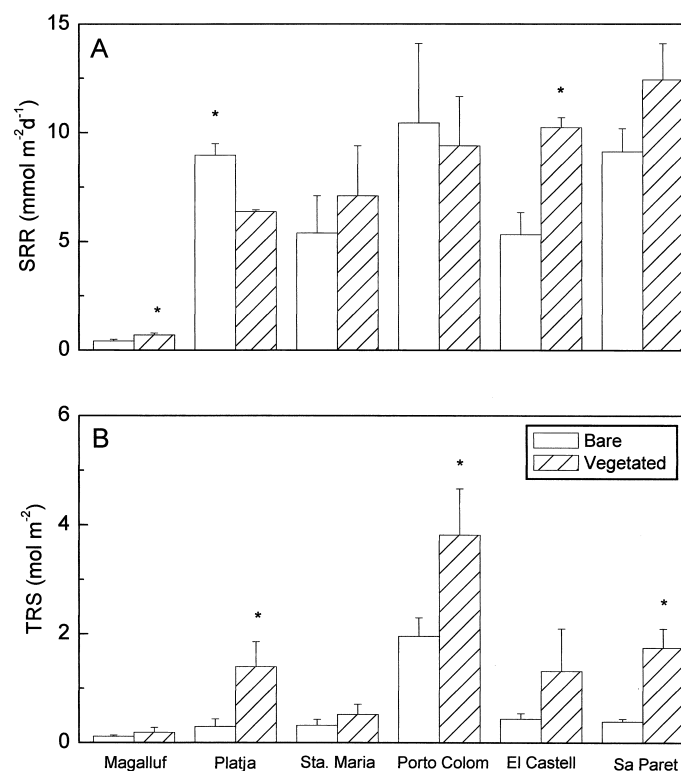 A
15
10
5
0
SRR (mmol m⁻²d⁻¹)
*
*
*
B
6
4
2
0
TRS (mol m⁻²)
Bare
Vegetated
*
*
*
Magalluf Platja Sta. Maria Porto Colom El Castell Sa Paret